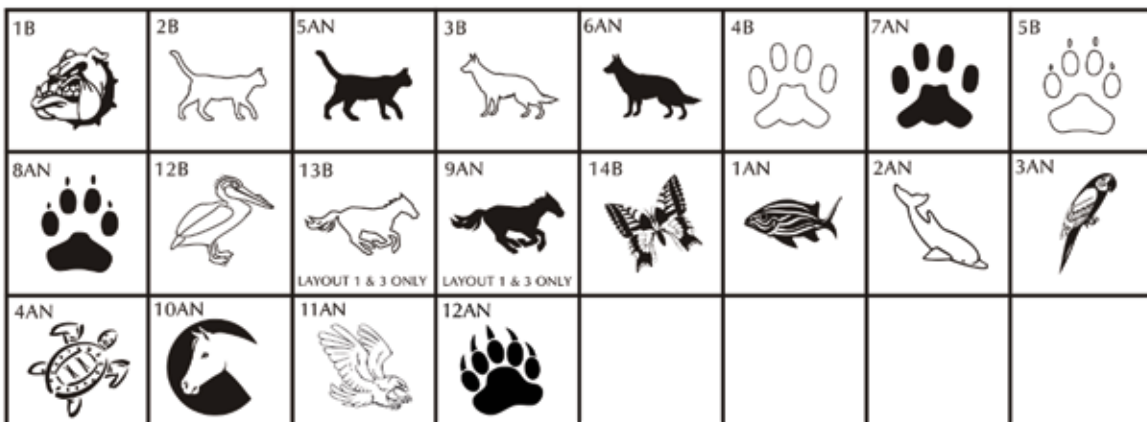 1B
2B
5AN
3B
6AN
4B
7AN
5B
8AN
12B
13B
LAYOUT 1 & 3 ONLY
9AN
LAYOUT 1 & 3 ONLY
14B
1AN
2AN
3AN
4AN
10AN
11AN
12AN